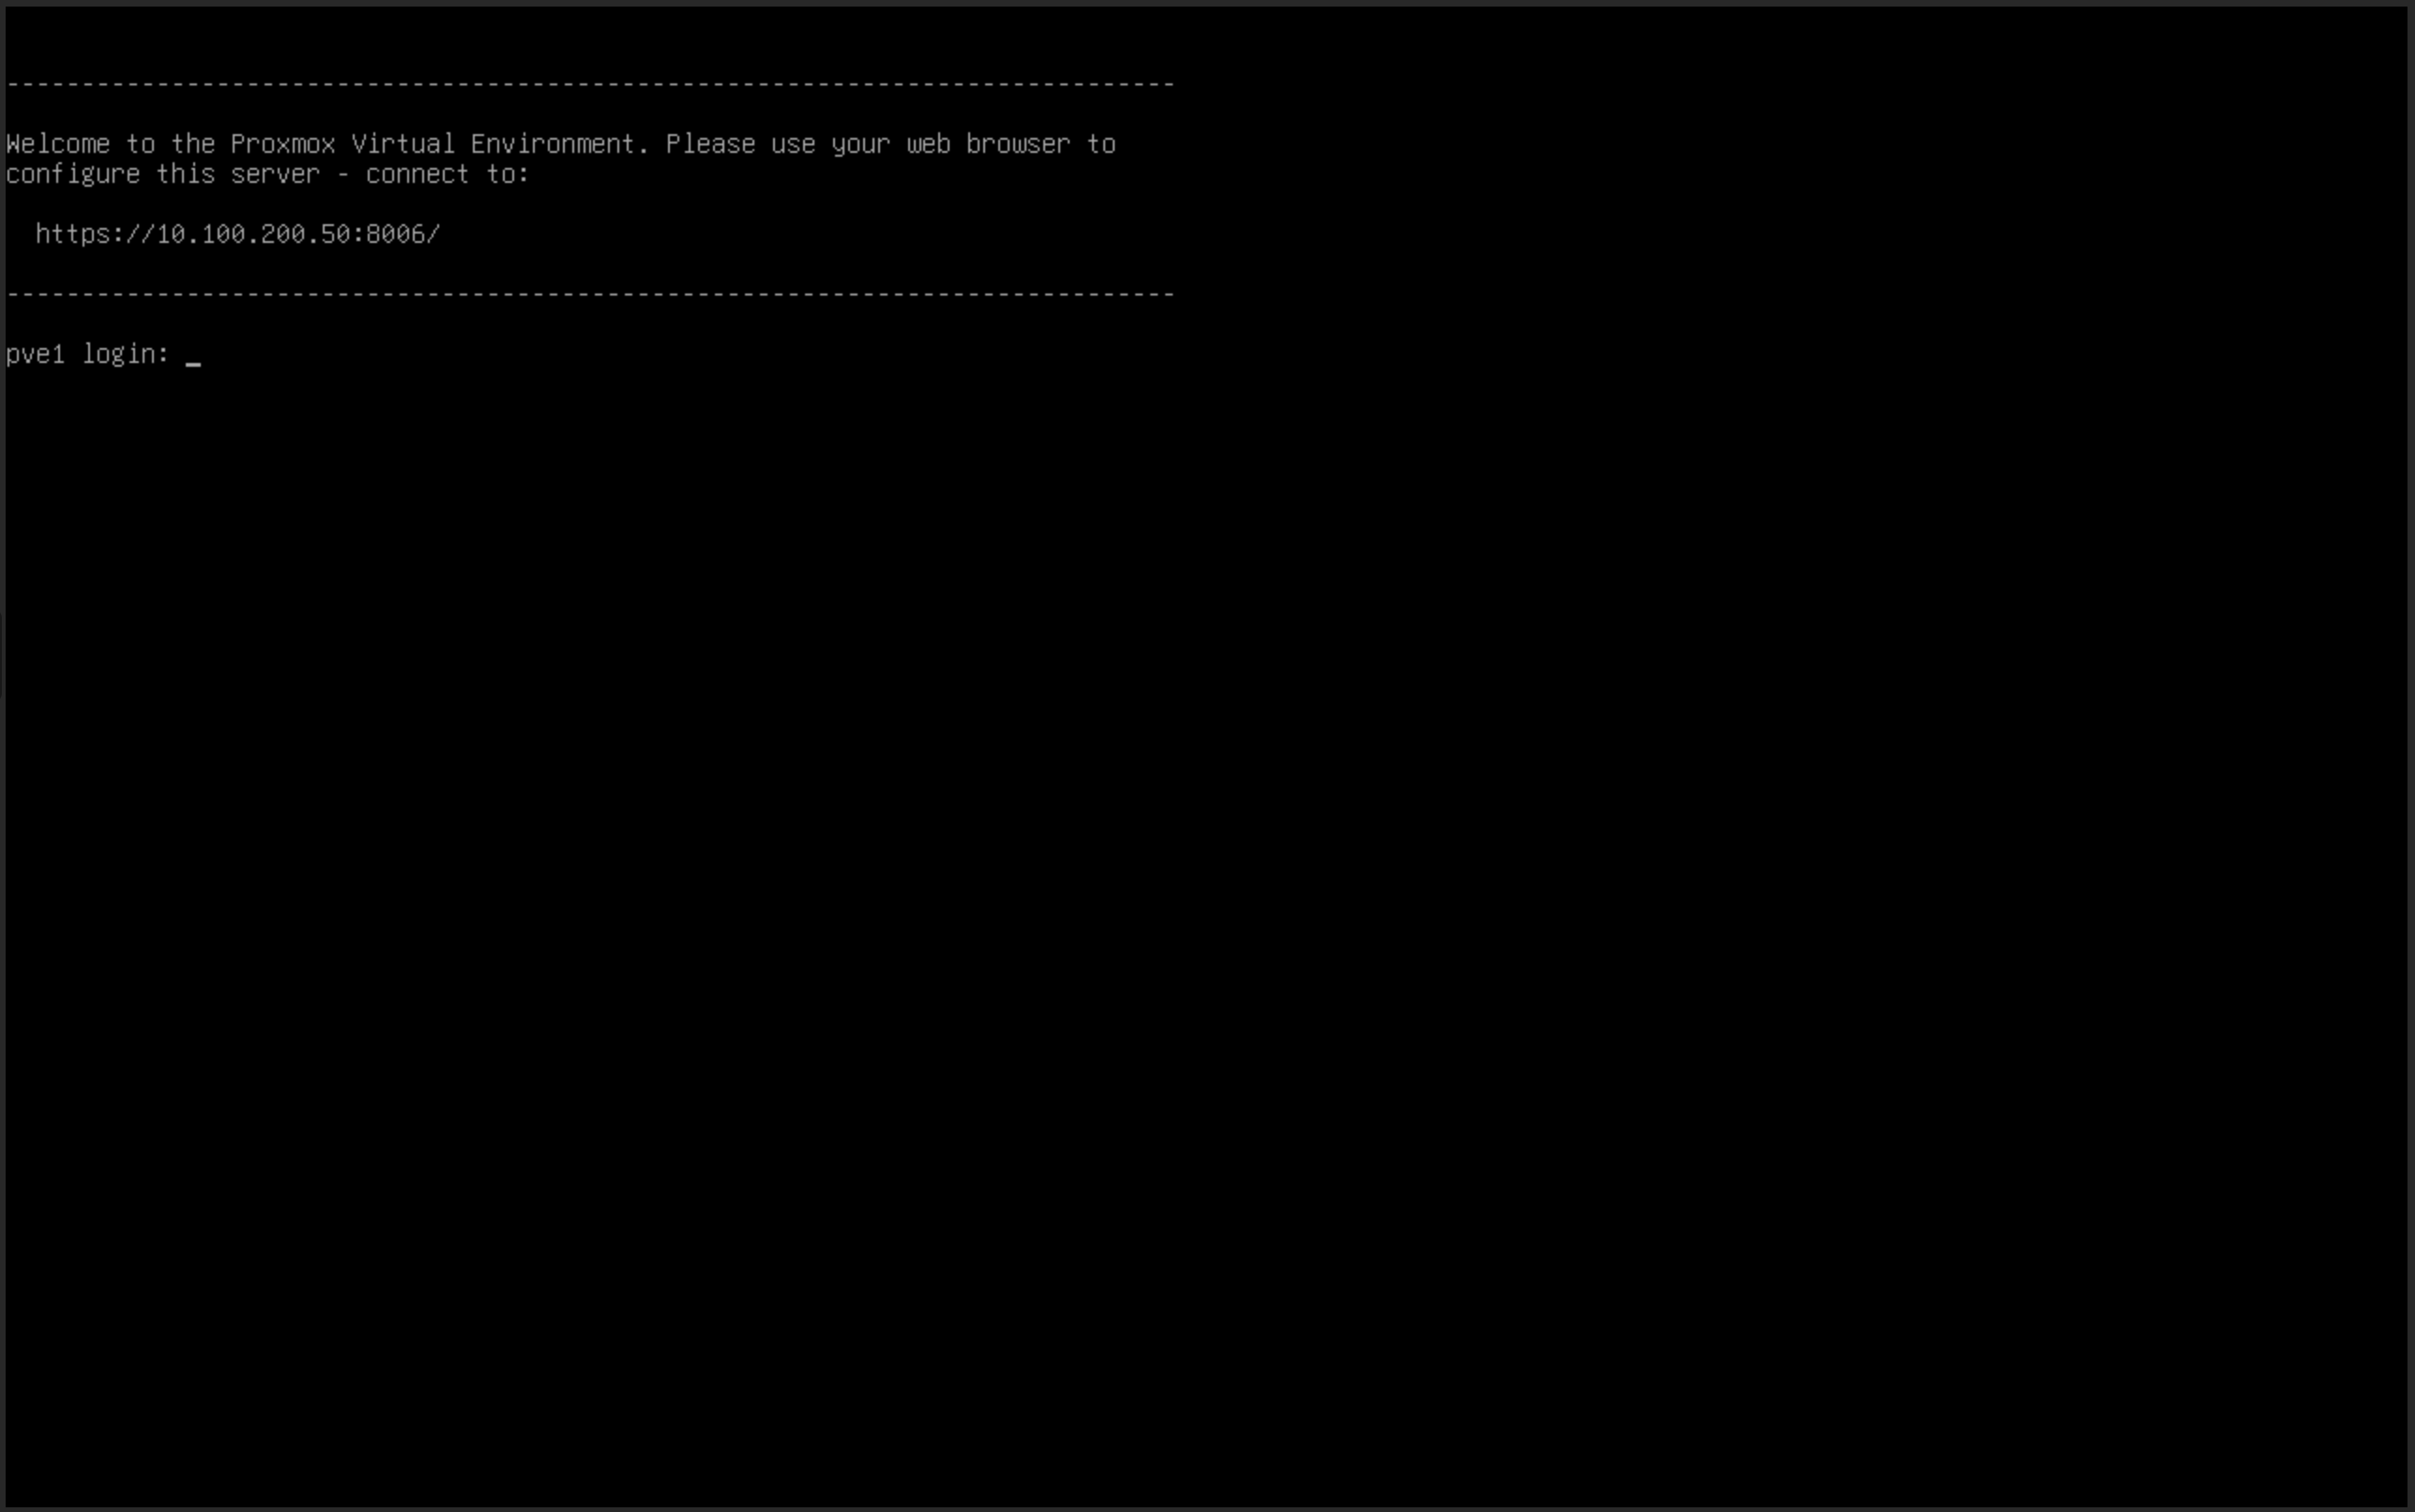 ------------------------------------------------------------------------------
Welcome to the Proxmox Virtual Environment. Please use your web browser to
configure this server - connect to:
https://10.100.200.50:8006/
------------------------------------------------------------------------------
pve1 login: _